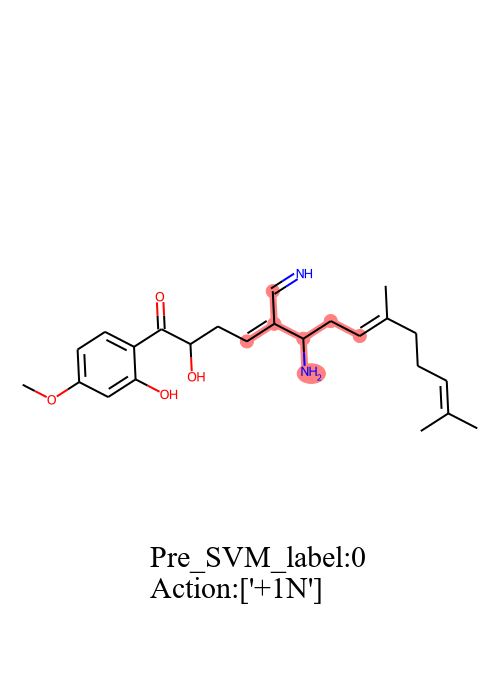 NH
O
OH
NH2
O
OH
Pre_SVM_label:0
Action:['+1N']